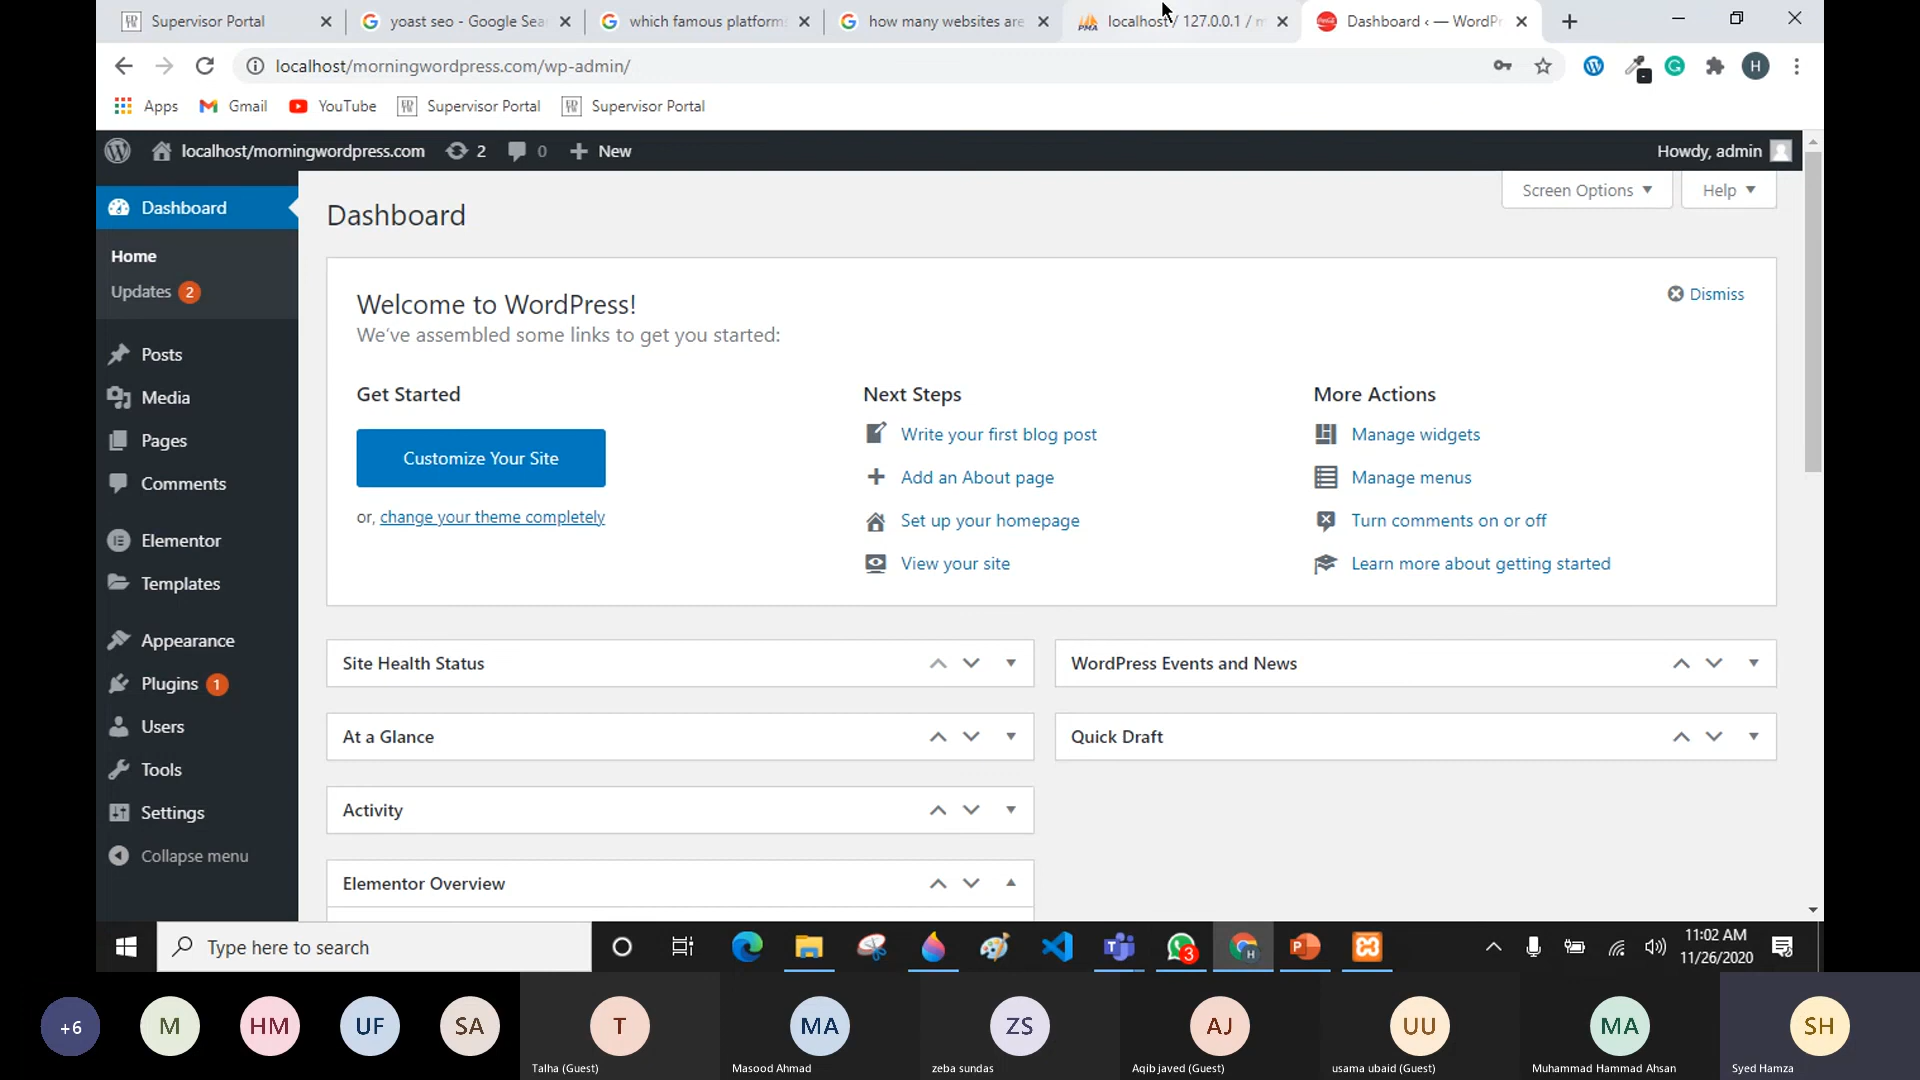 Supervisor Portal
yoast seo - Google Sea
which famous platform
how many websites are
localhost / 127.0.0.1 / m
Dashboard ‹ — WordPr
localhost/morningwordpress.com/wp-admin/
H
Apps
Gmail
YouTube
Supervisor Portal
Supervisor Portal
localhost/morningwordpress.com
2
0
New
Howdy, admin
Dashboard
Home
Updates 2
Posts
Media
Pages
Comments
Elementor
Templates
Appearance
Plugins 1
Users
Tools
Settings
Collapse menu
Screen Options
Help
Dashboard
Welcome to WordPress!
We've assembled some links to get you started:
Dismiss
Get Started
Customize Your Site
or, change your theme completely
Next Steps
Write your first blog post
Add an About page
Set up your homepage
View your site
More Actions
Manage widgets
Manage menus
Turn comments on or off
Learn more about getting started
Site Health Status
WordPress Events and News
At a Glance
Quick Draft
Activity
Elementor Overview
Type here to search
3
11:02 AM
11/26/2020
+6
M
HM
UF
SA
T
Talha (Guest)
MA
Masood Ahmad
ZS
zeba sundas
AJ
Aqib javed (Guest)
UU
usama ubaid (Guest)
MA
Muhammad Hammad Ahsan
SH
Syed Hamza